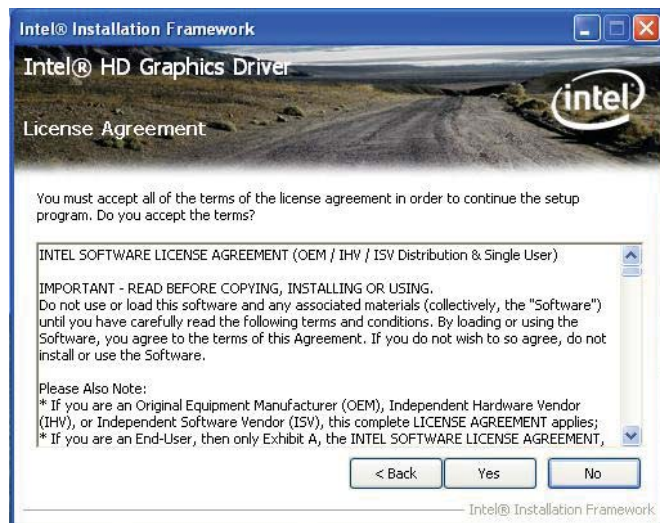 Intel® Installation Framework
Intel® HD Graphics Driver
intel
License Agreement
You must accept all of the terms of the license agreement in order to continue the setup
program. Do you accept the terms?
INTEL SOFTWARE LICENSE AGREEMENT (OEM / IHV / ISV Distribution & Single User)
IMPORTANT - READ BEFORE COPYING, INSTALLING OR USING.
Do not use or load this software and any associated materials (collectively, the "Software")
until you have carefully read the following terms and conditions. By loading or using the
Software, you agree to the terms of this Agreement. If you do not wish to so agree, do not
install or use the Software.
Please Also Note:
* If you are an Original Equipment Manufacturer (OEM), Independent Hardware Vendor
(IHV), or Independent Software Vendor (ISV), this complete LICENSE AGREEMENT applies;
* If you are an End-User, then only Exhibit A, the INTEL SOFTWARE LICENSE AGREEMENT,
< Back Yes No
Intel® Installation Framework